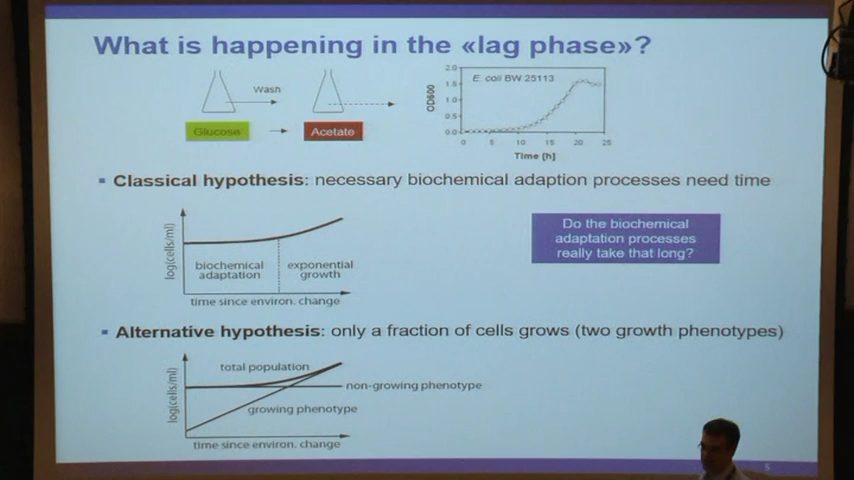 What is happening in the «lag phase»?
Wash
Glucose
Acetate
OD600
2.0
1.5
1.0
0.5
0.0
E. coli BW 25113
0 5 10 15 20 25
Time [h]
▪ Classical hypothesis: necessary biochemical adaption processes need time
log(cells/ml)
biochemical
adaptation
exponential
growth
time since environ. change
Do the biochemical
adaptation processes
really take that long?
▪ Alternative hypothesis: only a fraction of cells grows (two growth phenotypes)
log(cells/ml)
total population
non-growing phenotype
growing phenotype
time since environ. change
5